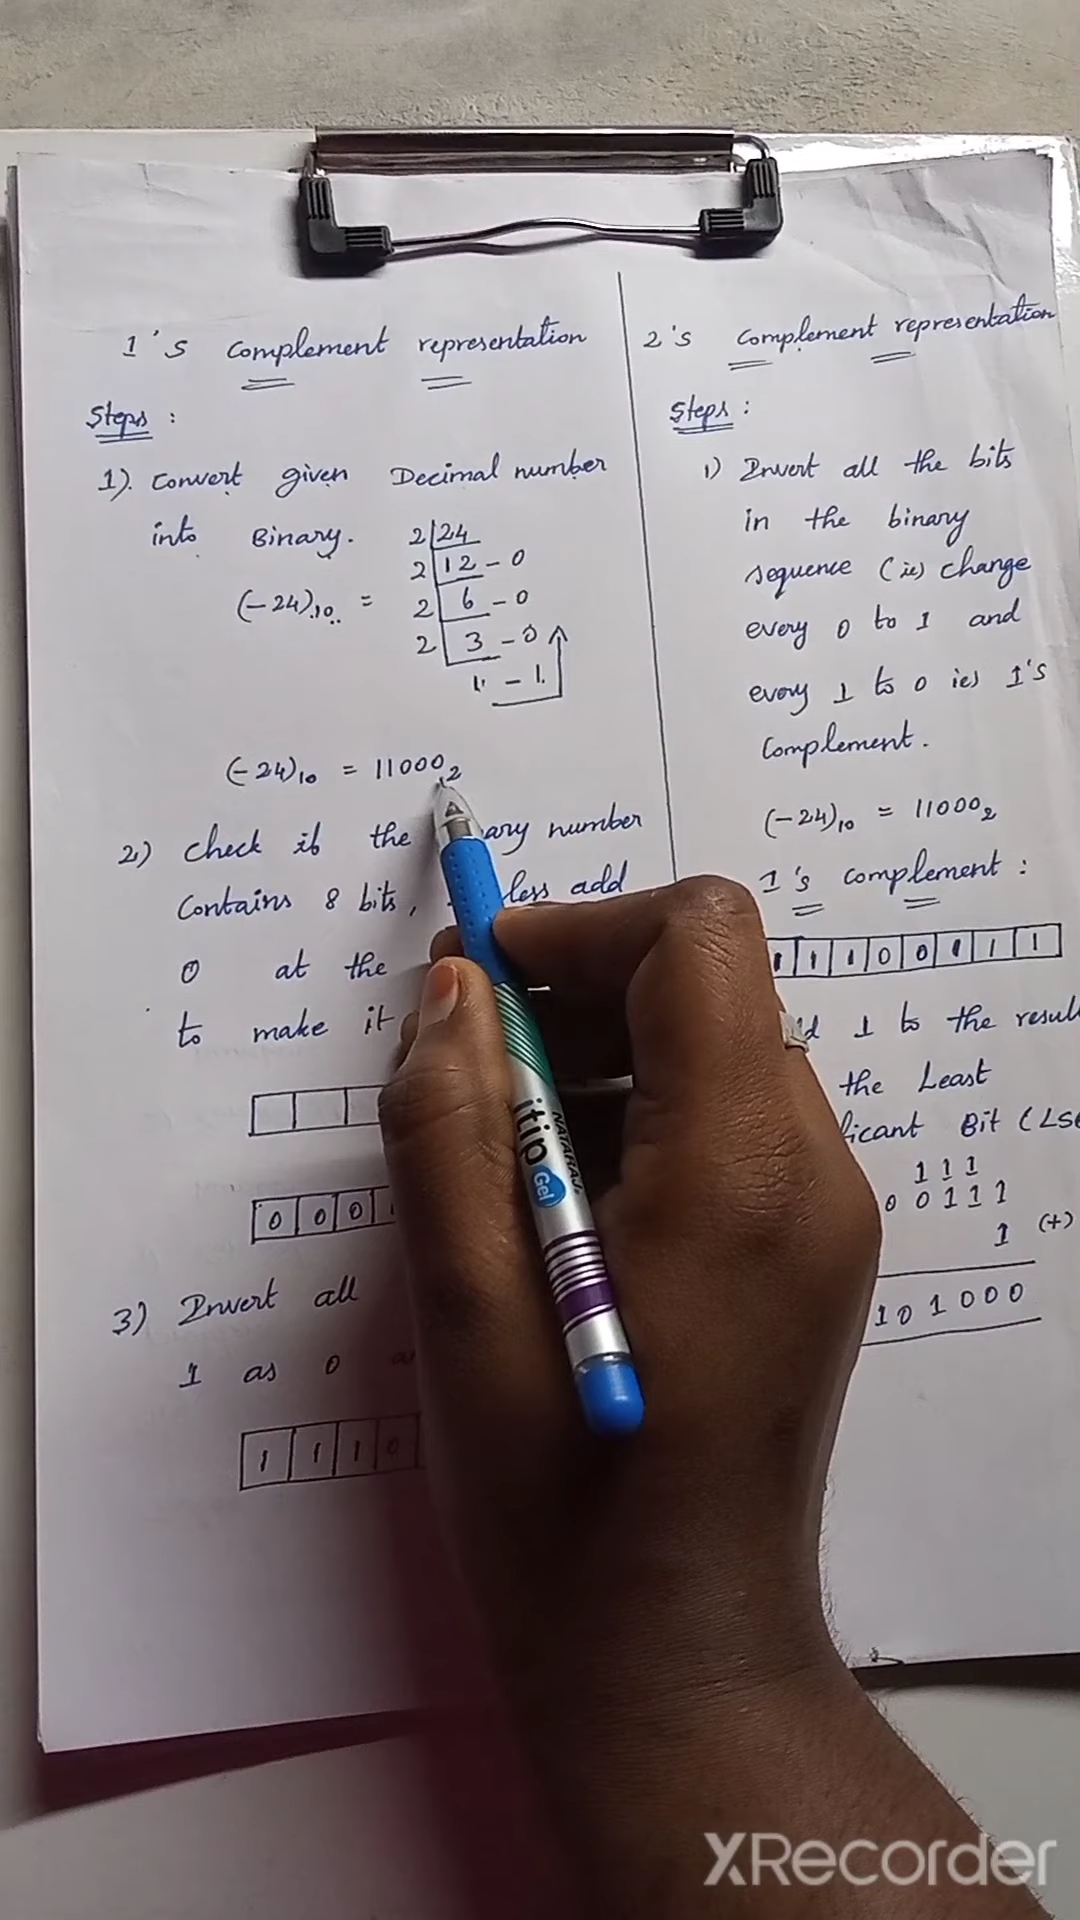 1's complement representation
Steps :
1). Convert given Decimal number
into Binary.
2 24
2 12 - 0
(-24)10 = 2 6 - 0
2 3 - 0
1 - 1
(-24)10 = 110002
2) Check if the number
contains 8 bits, less add
0 at the
to make it
0 0 0
3) Invert all
1 as 0
1 1 1 0
2's complement representation
Steps :
1) Invert all the bits
in the binary
sequence (ie) change
every 0 to 1 and
every 1 to 0 ie) 1's
complement.
(-24)10 = 110002
1's complement :
1 1 1 0 0 1 1 1
1 to the result
the Least
Bit (LSB
1 1 1
0 0 1 1 1
1 (+)
1 0 1 0 0 0
NATARAJ
itip
Gel
XRecorder